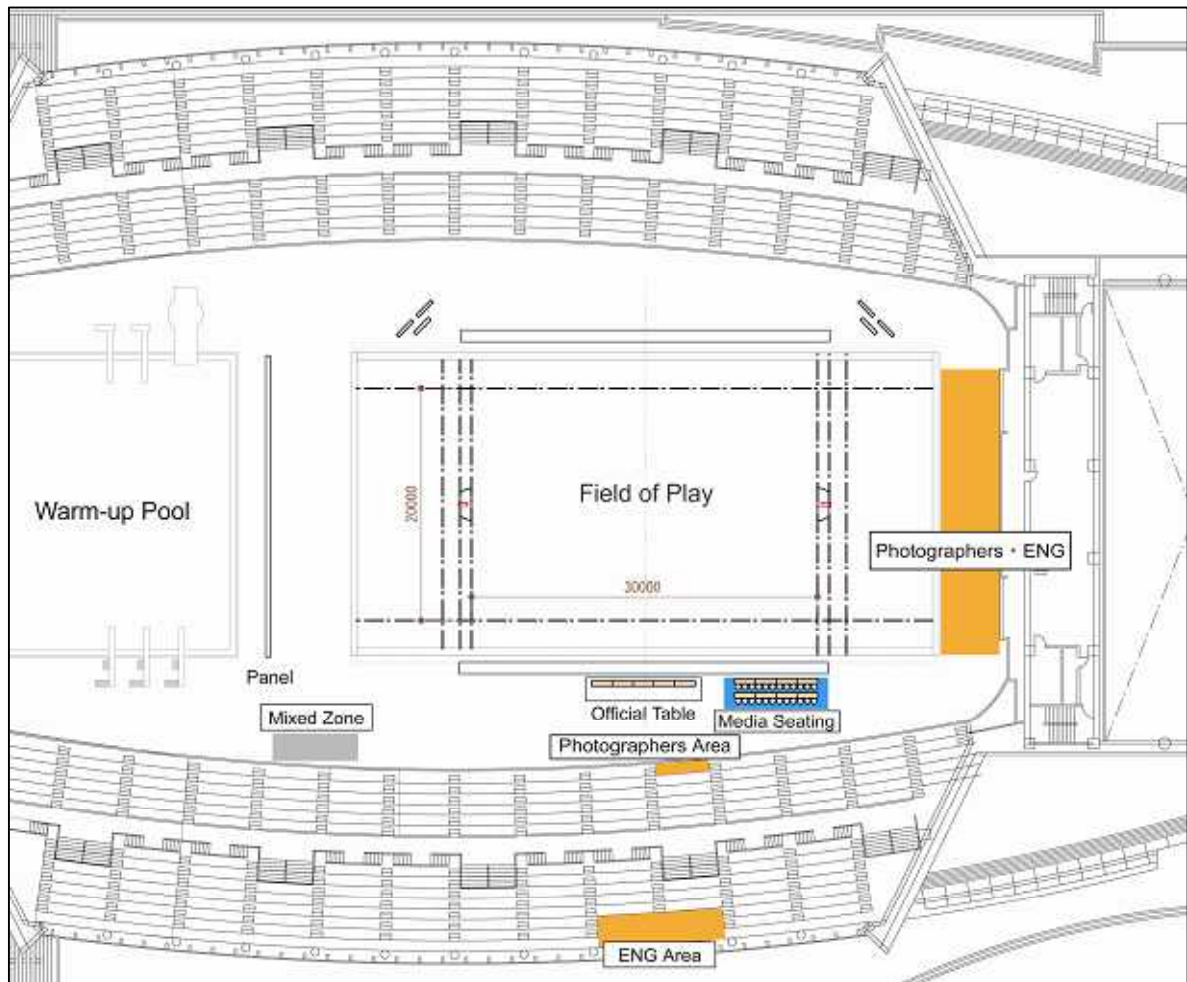 Warm-up Pool
Field of Play
20000
30000
Photographers・ENG
Panel
Mixed Zone
Official Table
Media Seating
Photographers Area
ENG Area